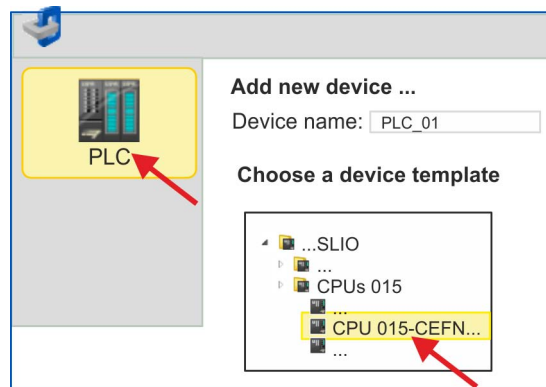 PLC
Add new device ...
Device name: PLC_01
Choose a device template
...SLIO
...
CPUs 015
...
CPU 015-CEFN...
...